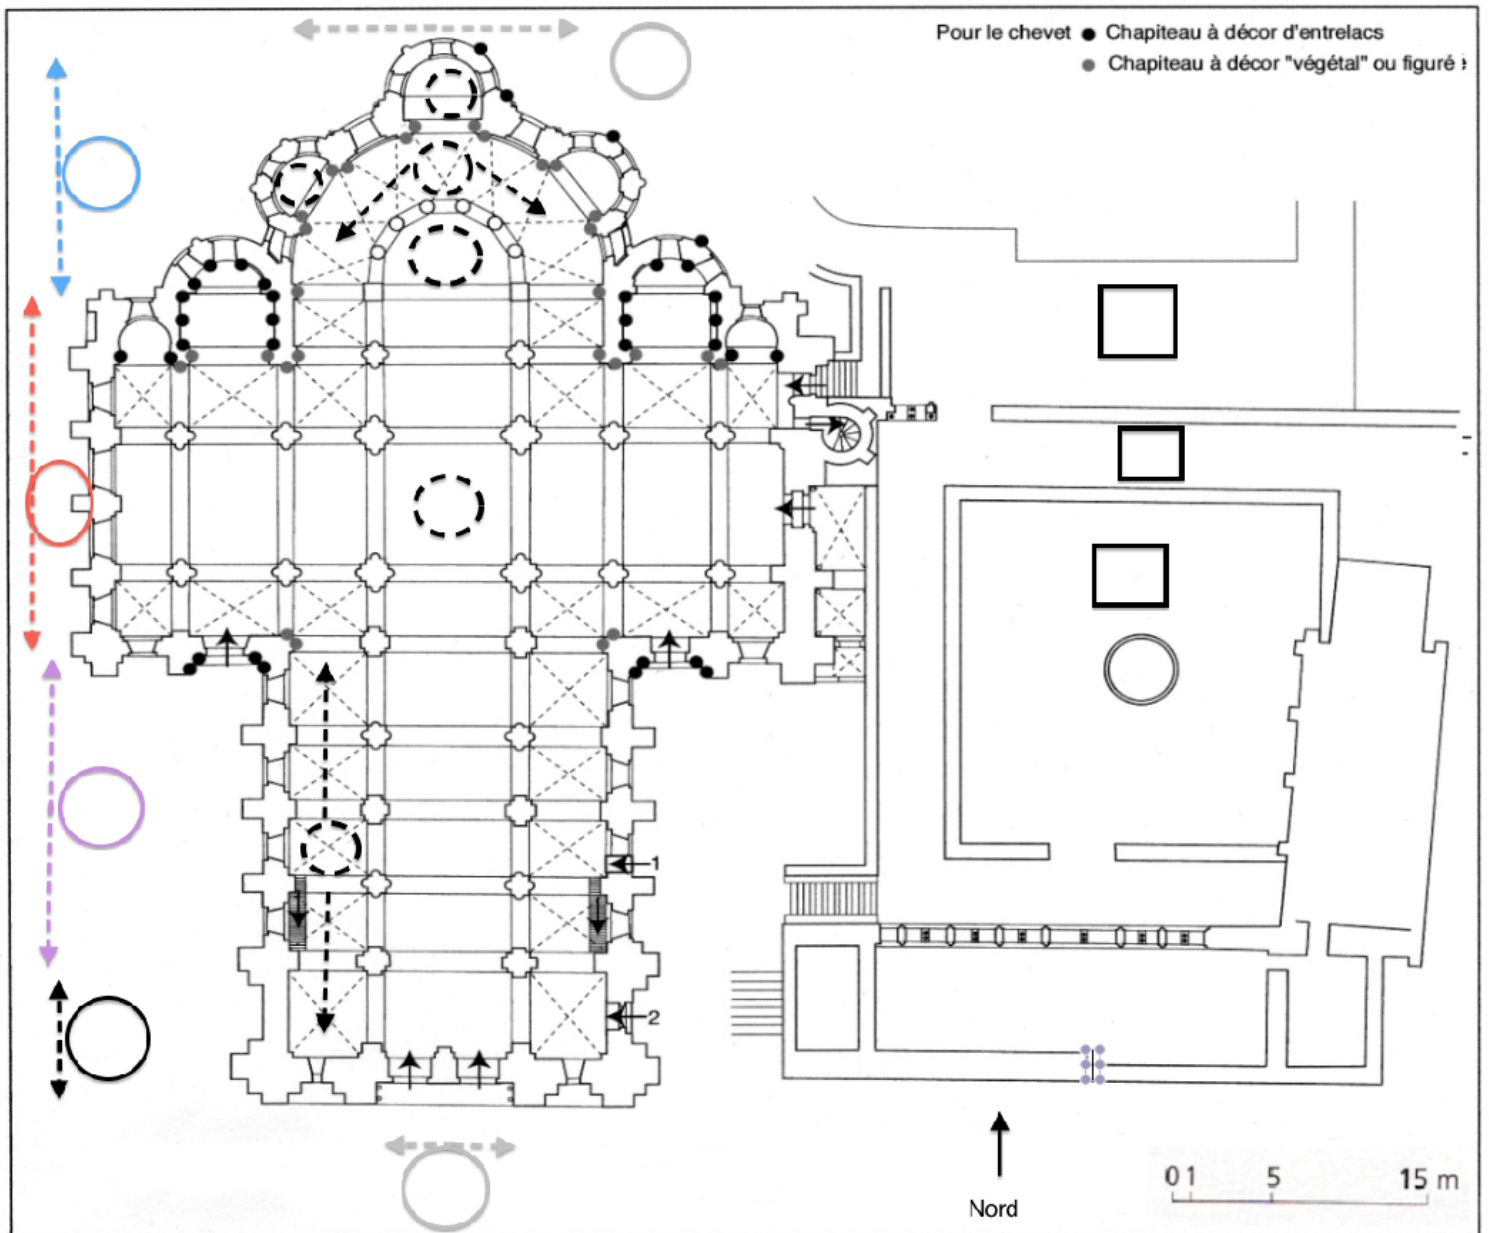 Pour le chevet ● Chapiteau à décor d'entrelacs
● Chapiteau à décor "végétal" ou figuré
1
2
Nord
0 1 5 15 m